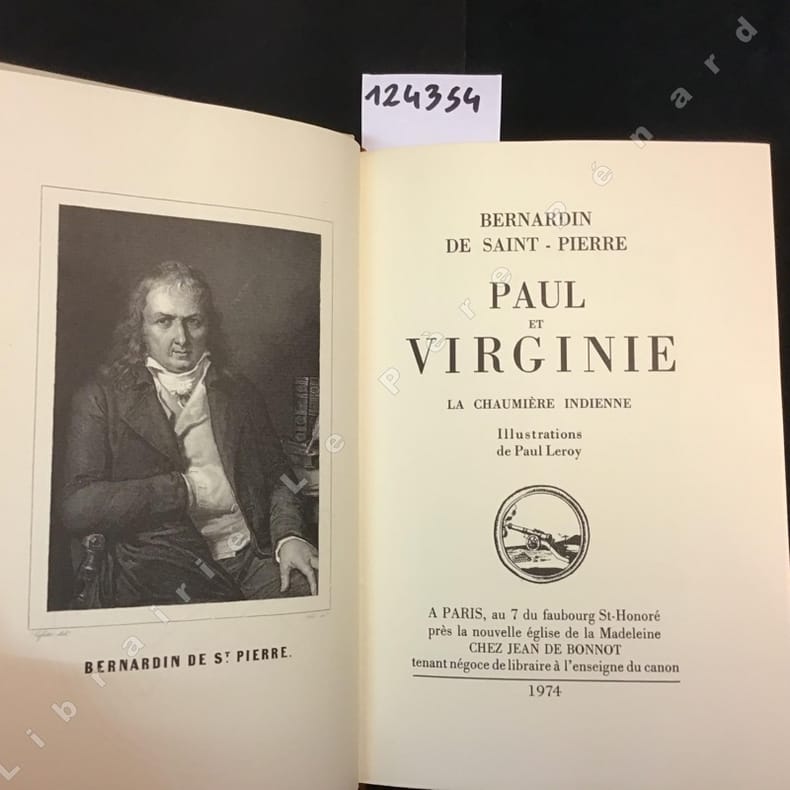 124354
BERNARDIN DE ST. PIERRE.
BERNARDIN
DE SAINT - PIERRE
PAUL
ET
VIRGINIE
LA CHAUMIÈRE INDIENNE
Illustrations
de Paul Leroy
A PARIS, au 7 du faubourg St-Honoré
près la nouvelle église de la Madeleine
CHEZ JEAN DE BONNOT
tenant négoce de libraire à l'enseigne du canon
1974
Librairie Le Père Pénard